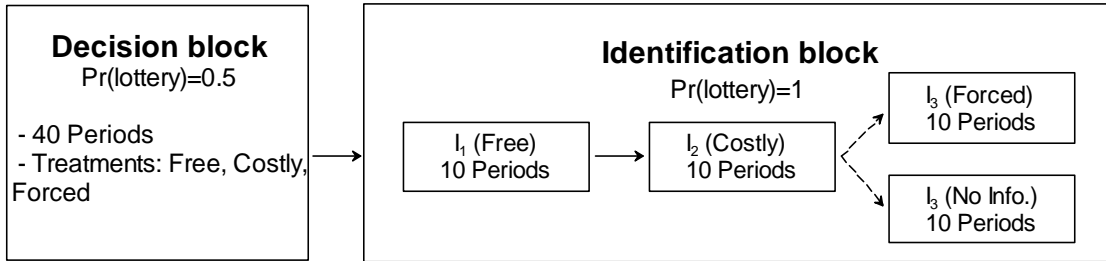 Decision block
Pr(lottery)=0.5
- 40 Periods
- Treatments: Free, Costly,
Forced
Identification block
Pr(lottery)=1
I₁ (Free)
10 Periods
I₂ (Costly)
10 Periods
I₃ (Forced)
10 Periods
I₃ (No Info.)
10 Periods